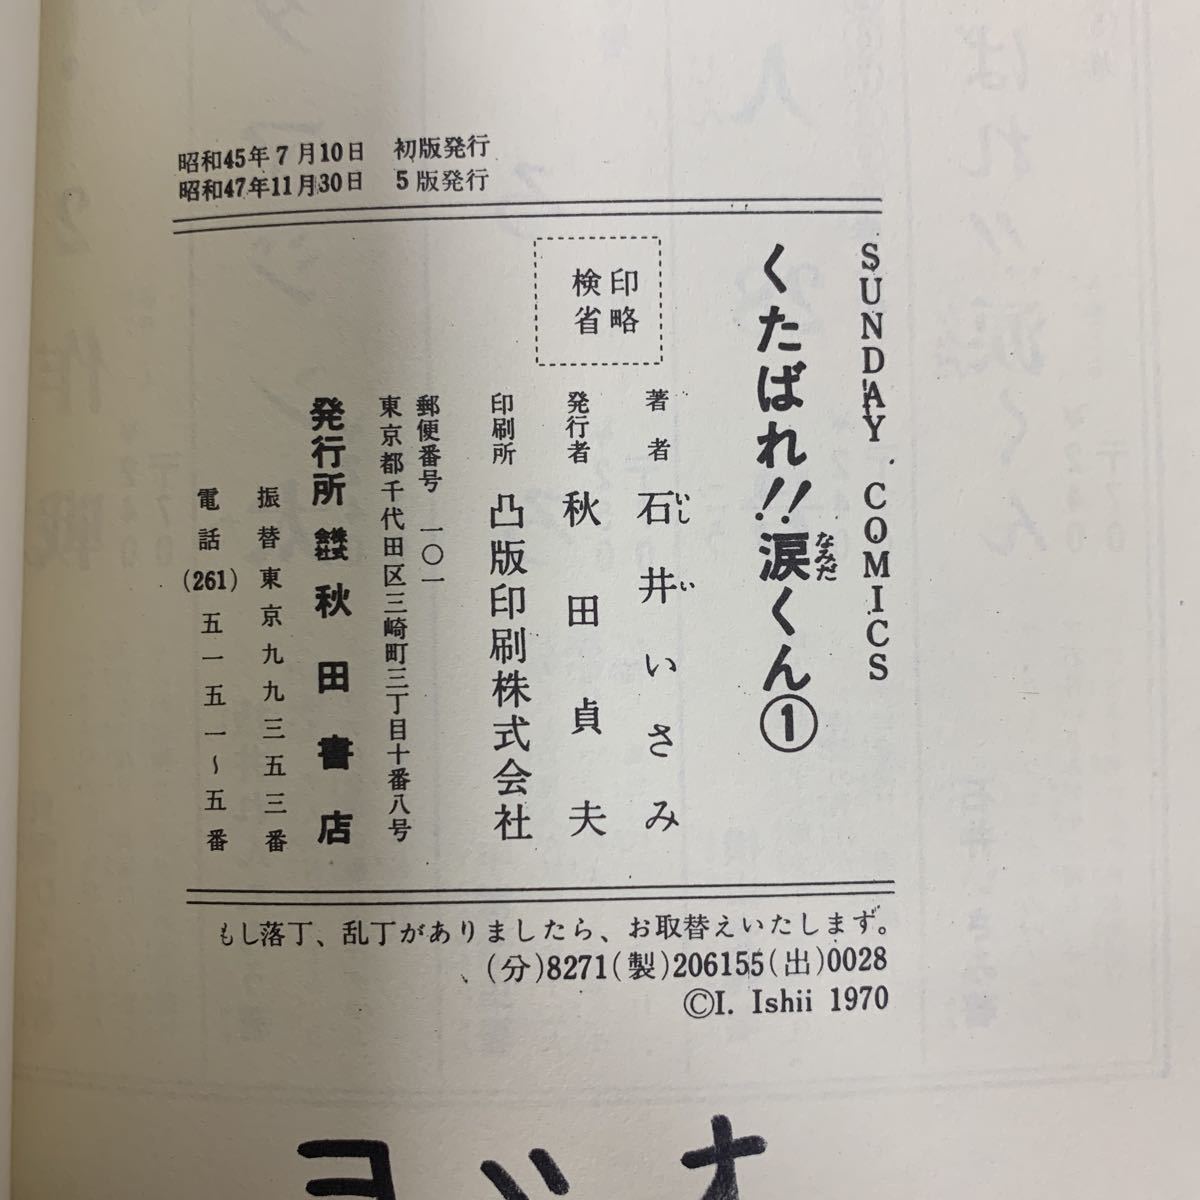 昭和45年7月10日　初版発行
昭和47年11月30日　5版発行
SUNDAY COMICS
くたばれ!!涙くん①
なみだ
検印
省略
著者　石井いさみ
いし　い
発行者　秋田貞夫
印刷所　凸版印刷株式会社
郵便番号　一〇一
東京都千代田区三崎町三丁目十番八号
発行所　株式会社　秋田書店
振替東京九九三五三番
電話(261)五一五一～五番
もし落丁、乱丁がありましたら、お取替えいたします。
(分)8271(製)206155(出)0028
©I. Ishii 1970